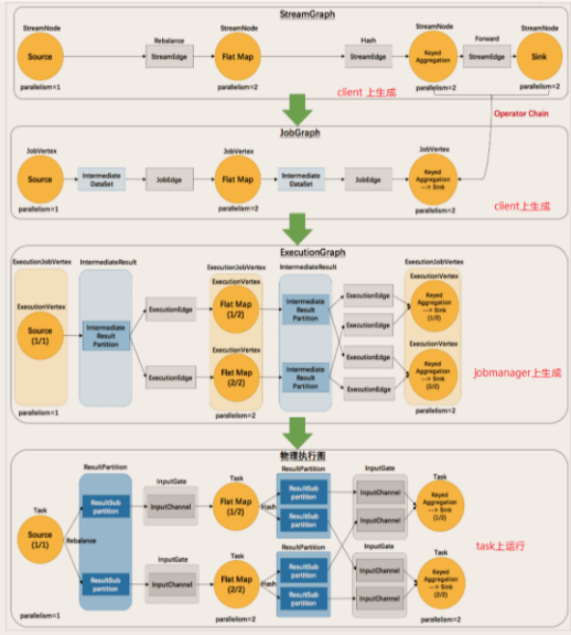 StreamGraph
StreamNode
StreamNode
StreamNode
StreamNode
Rebalance
Hash
Forward
Source
StreamEdge
Flat Map
StreamEdge
Keyed
Aggregation
StreamEdge
Sink
parallelism=1
parallelism=2
parallelism=2
parallelism=2
client 上生成
Operator Chain
JobGraph
JobVertex
JobVertex
JobVertex
Source
Intermediate
DataSet
JobEdge
Flat Map
Intermediate
DataSet
JobEdge
Keyed
Aggregation
---> Sink
parallelism=1
parallelism=2
parallelism=2
client上生成
ExecutionGraph
ExecutionJobVertex
IntermediateResult
ExecutionJobVertex
IntermediateResult
ExecutionJobVertex
ExecutionVertex
Source
(1/1)
Intermediate
Result
Partition
ExecutionEdge
ExecutionEdge
ExecutionVertex
Flat Map
(1/2)
ExecutionVertex
Flat Map
(2/2)
Intermediate
Result
Partition
Intermediate
Result
Partition
ExecutionEdge
ExecutionEdge
ExecutionEdge
ExecutionEdge
ExecutionVertex
Keyed
Aggregation
---> Sink
(1/2)
ExecutionVertex
Keyed
Aggregation
---> Sink
(2/2)
parallelism=1
parallelism=2
parallelism=2
jobmanager上生成
物理执行图
Task
Source
(1/1)
Rebalance
ResultPartition
ResultSub
partition
ResultSub
partition
InputGate
InputChannel
InputGate
InputChannel
Task
Flat Map
(1/2)
Hash
Task
Flat Map
(2/2)
Hash
ResultPartition
ResultSub
partition
ResultSub
partition
ResultPartition
ResultSub
partition
ResultSub
partition
InputGate
InputChannel
InputChannel
InputGate
InputChannel
InputChannel
Task
Keyed
Aggregation
---> Sink
(1/2)
Task
Keyed
Aggregation
---> Sink
(2/2)
parallelism=1
parallelism=2
parallelism=2
task上运行